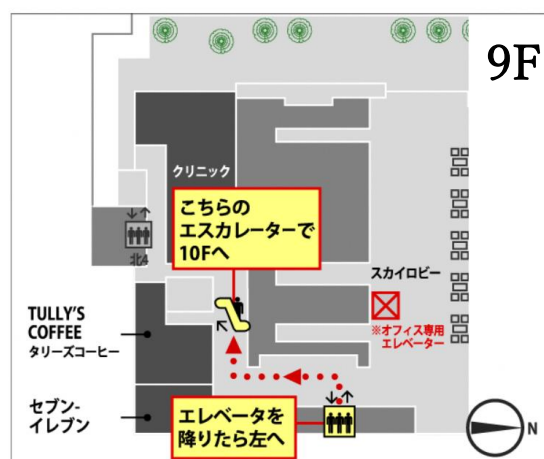 9F
クリニック
こちらの
エスカレーターで
10Fへ
北4
スカイロビー
※オフィス専用
エレベーター
TULLY'S
COFFEE
タリーズコーヒー
セブン-
イレブン
エレベータを
降りたら左へ
N